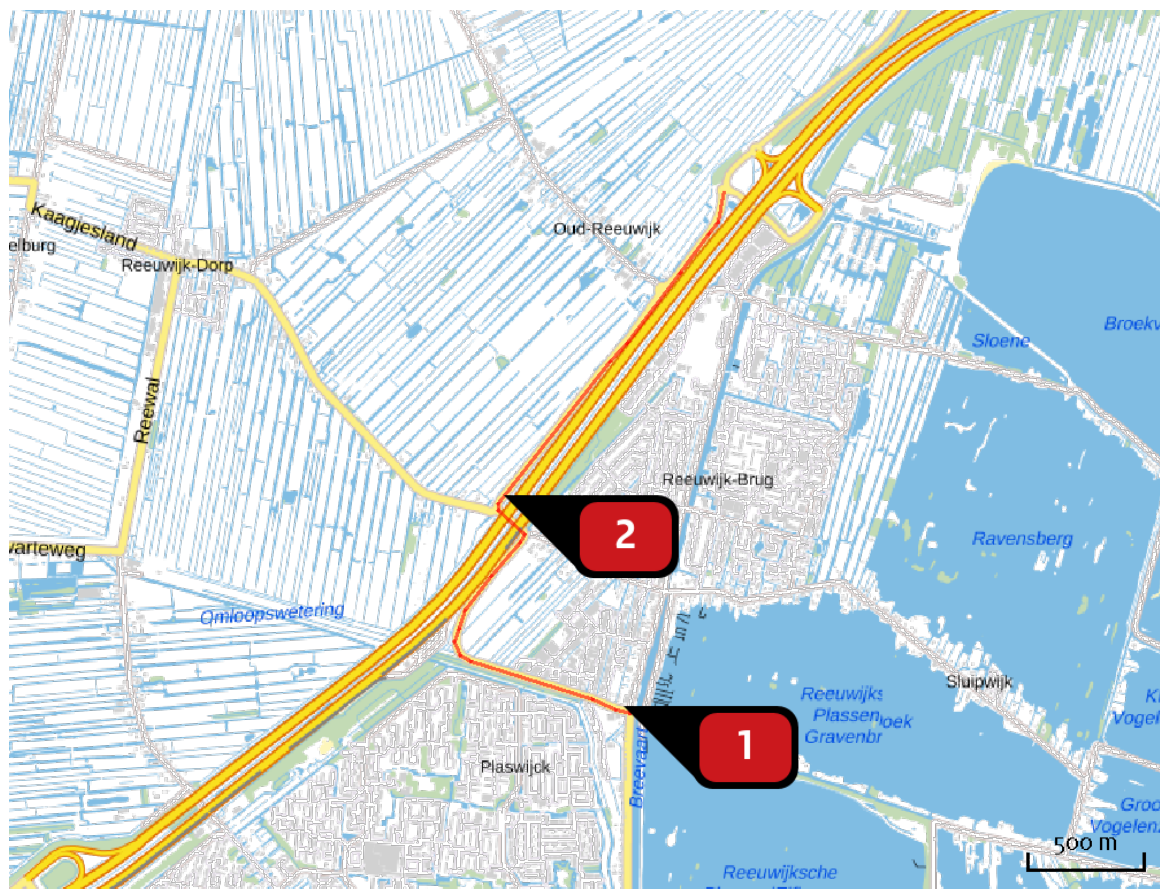 Kaagjesland
elburg
Reeuwijk-Dorp
Oud-Reeuwijk
Broekv
Sloene
Reewal
Reeuwijk-Brug
2
Ravensberg
warteweg
Omloopswetering
Sluipwijk
Reeuwijks
Plassen
oek
Gravenbr
Vogelen
1
Plaswijck
Breevaart
Groo
Vogelenz
500 m
Reeuwijksche